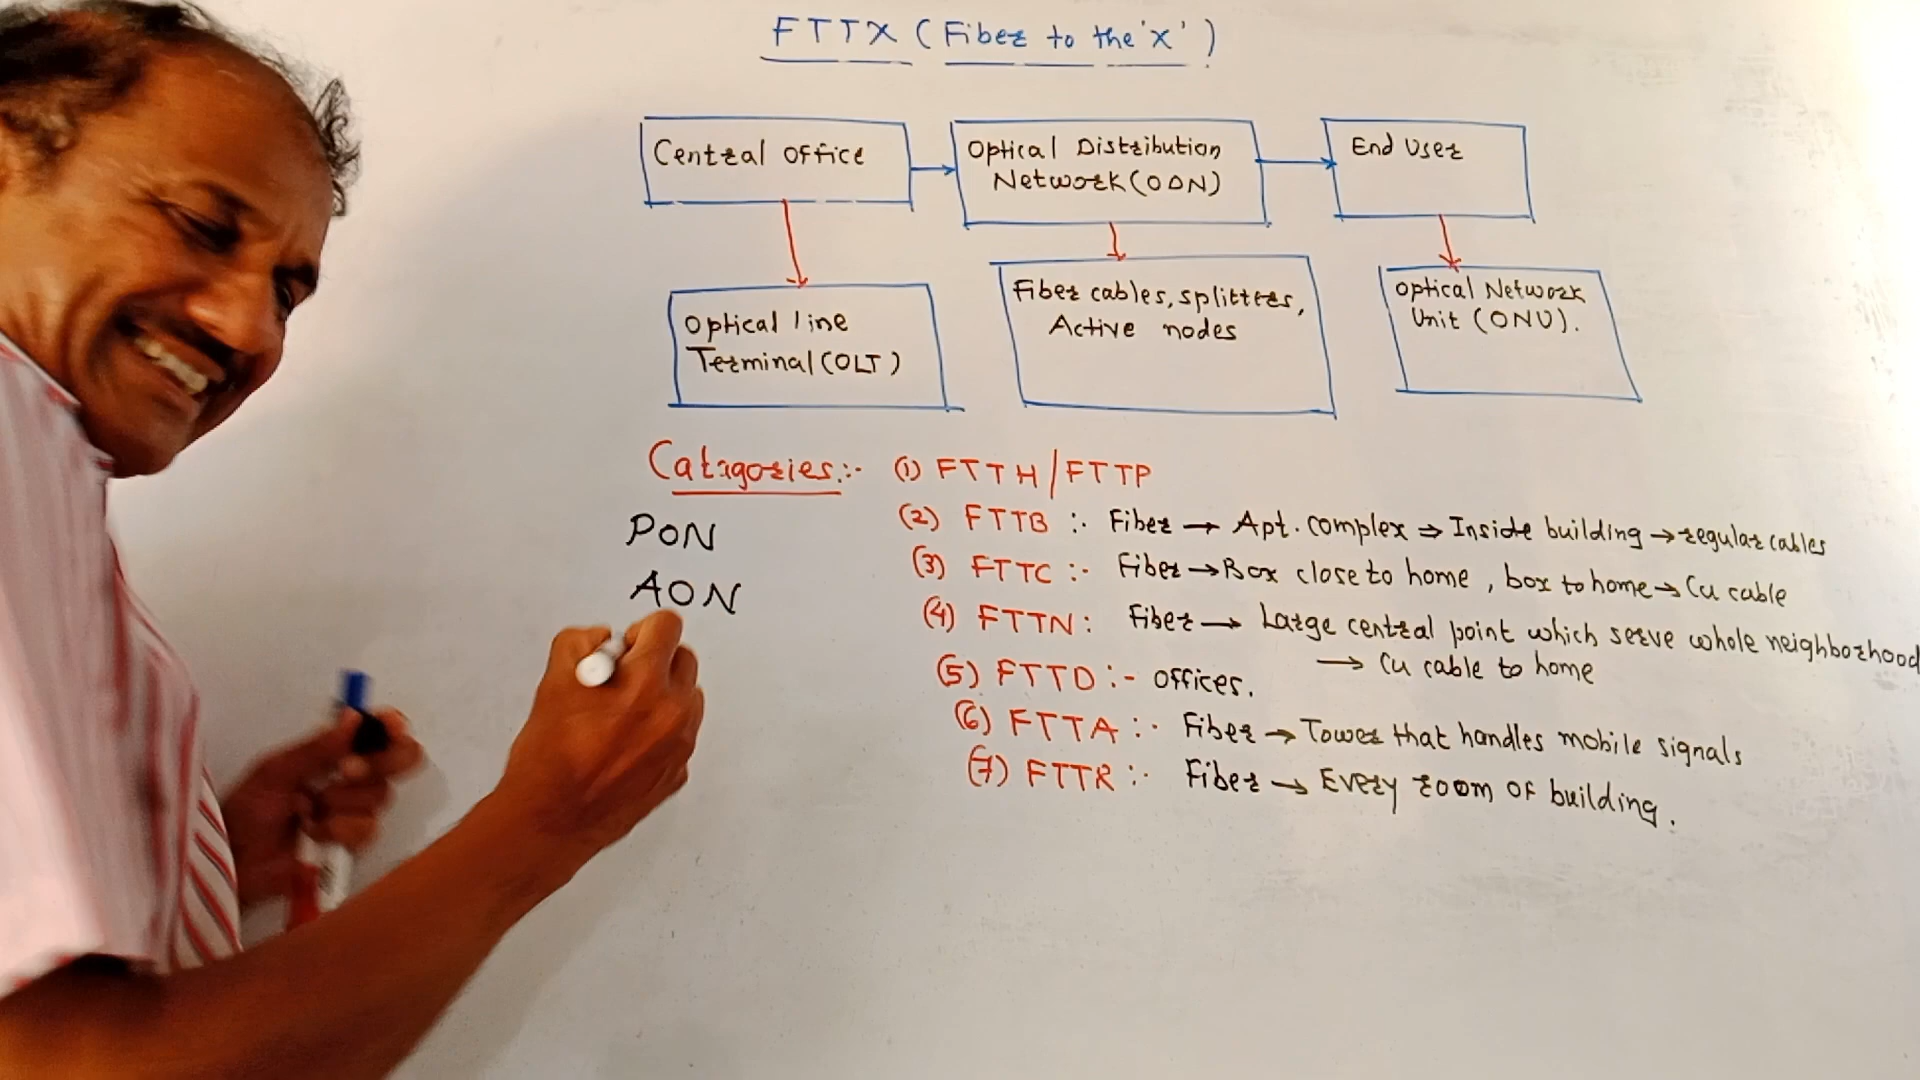 FTTX (Fiber to the 'x')
Central office
Optical Distribution
Network (ODN)
End User
Optical line
Terminal (OLT)
Fiber cables, splitters,
Active nodes
Optical Network
Unit (ONU).
Catagories:-
(1) FTTH/FTTP
(2) FTTB :- Fiber → Apt. complex ⇒ Inside building → regular cables
(3) FTTC :- Fiber → Box close to home, box to home → Cu cable
(4) FTTN: Fiber → Large central point which serve whole neighborhood
→ Cu cable to home
(5) FTTO :- offices.
(6) FTTA :- Fiber → Tower that handles mobile signals
(7) FTTR :- Fiber → Every room of building.
PON
AON